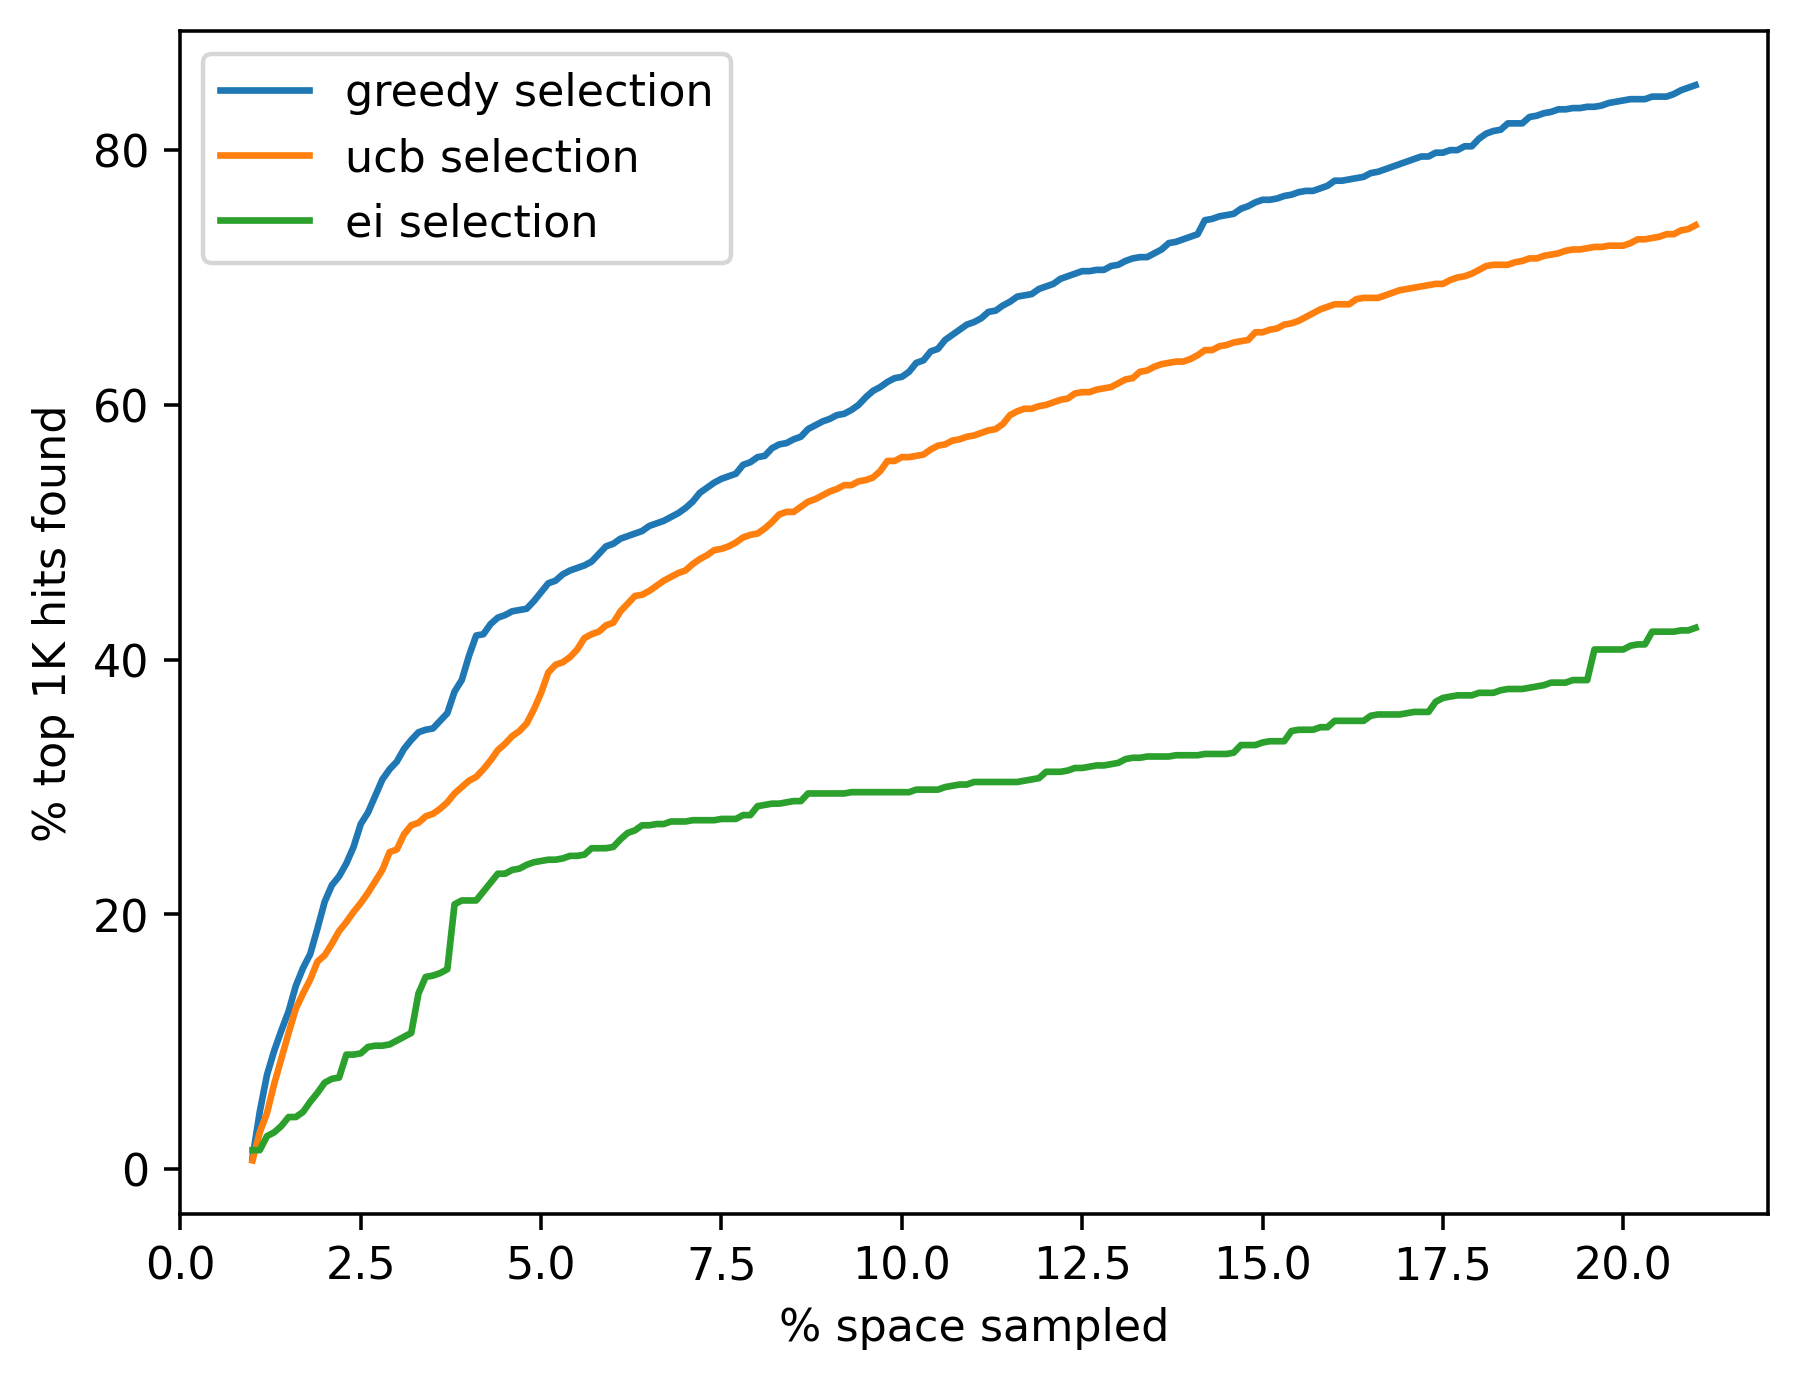 greedy selection
ucb selection
ei selection
% top 1K hits found
80
60
40
20
0
0.0 2.5 5.0 7.5 10.0 12.5 15.0 17.5 20.0
% space sampled